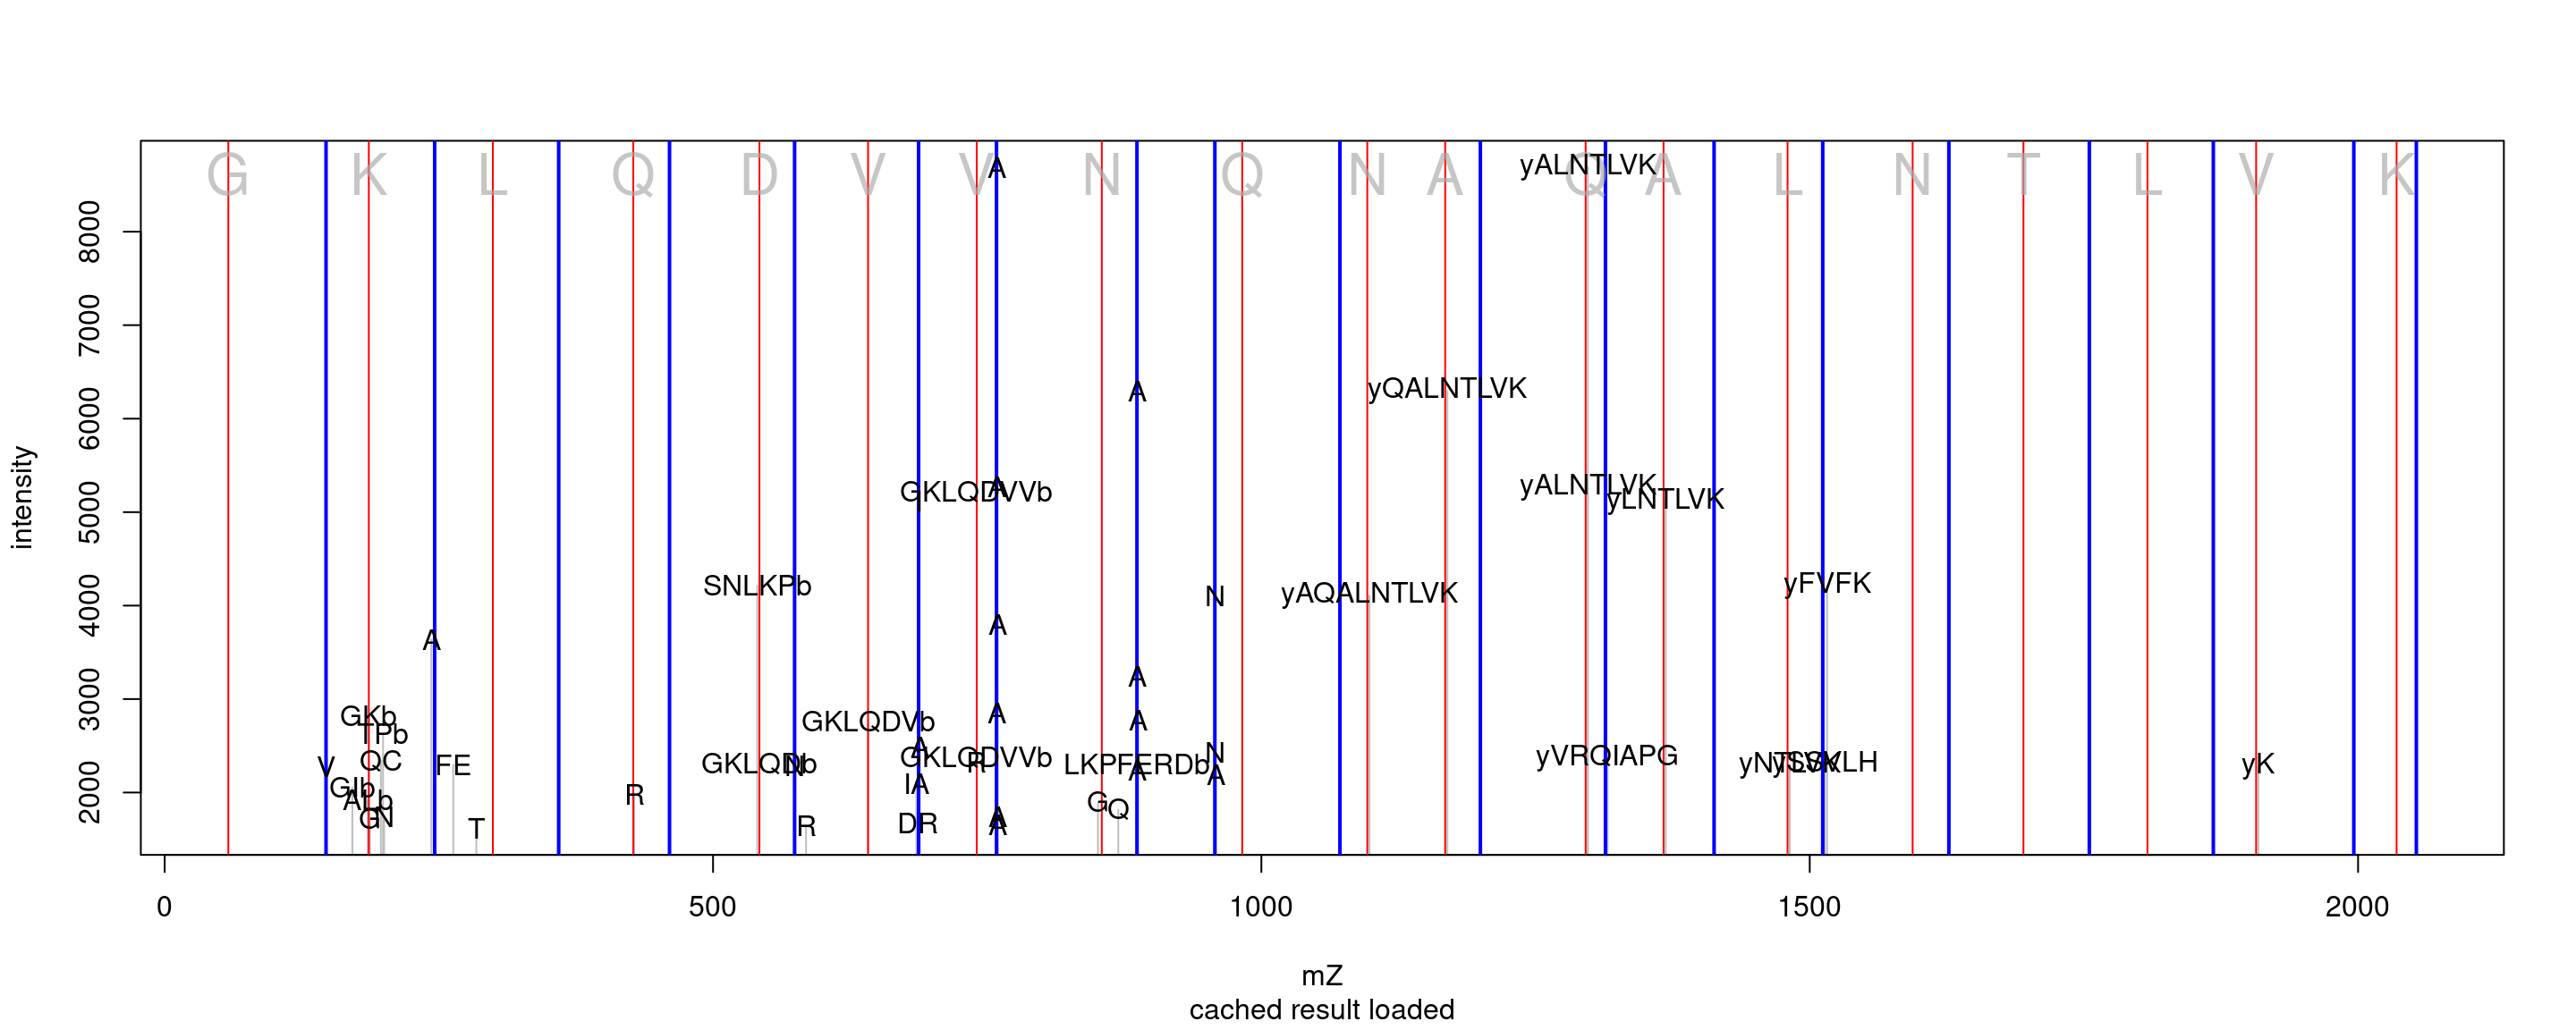 G K L Q D V V N Q N A Q A L N T L V K
A
yALNTLVK
8000
7000
A
yQALNTLVK
6000
GKLQDVVb
A
I
yALNTLVK
yLNTLVK
5000
intensity
SNLKPb
yFVFK
N
yAQALNTLVK
4000
A
A
A
3000
GKb
TPb
GKLQDVb
A
A
V
QC
FE
GKLQDb
N
A
GKLQDVVb
R
LKPFERDb
A
N
yVRQIAPG
yNTLVK
ySSVLH
yK
GIb
ALb
IA
A
2000
G
N
T
R
R
DR
A
A
G
Q
0 500 1000 1500 2000
mZ
cached result loaded